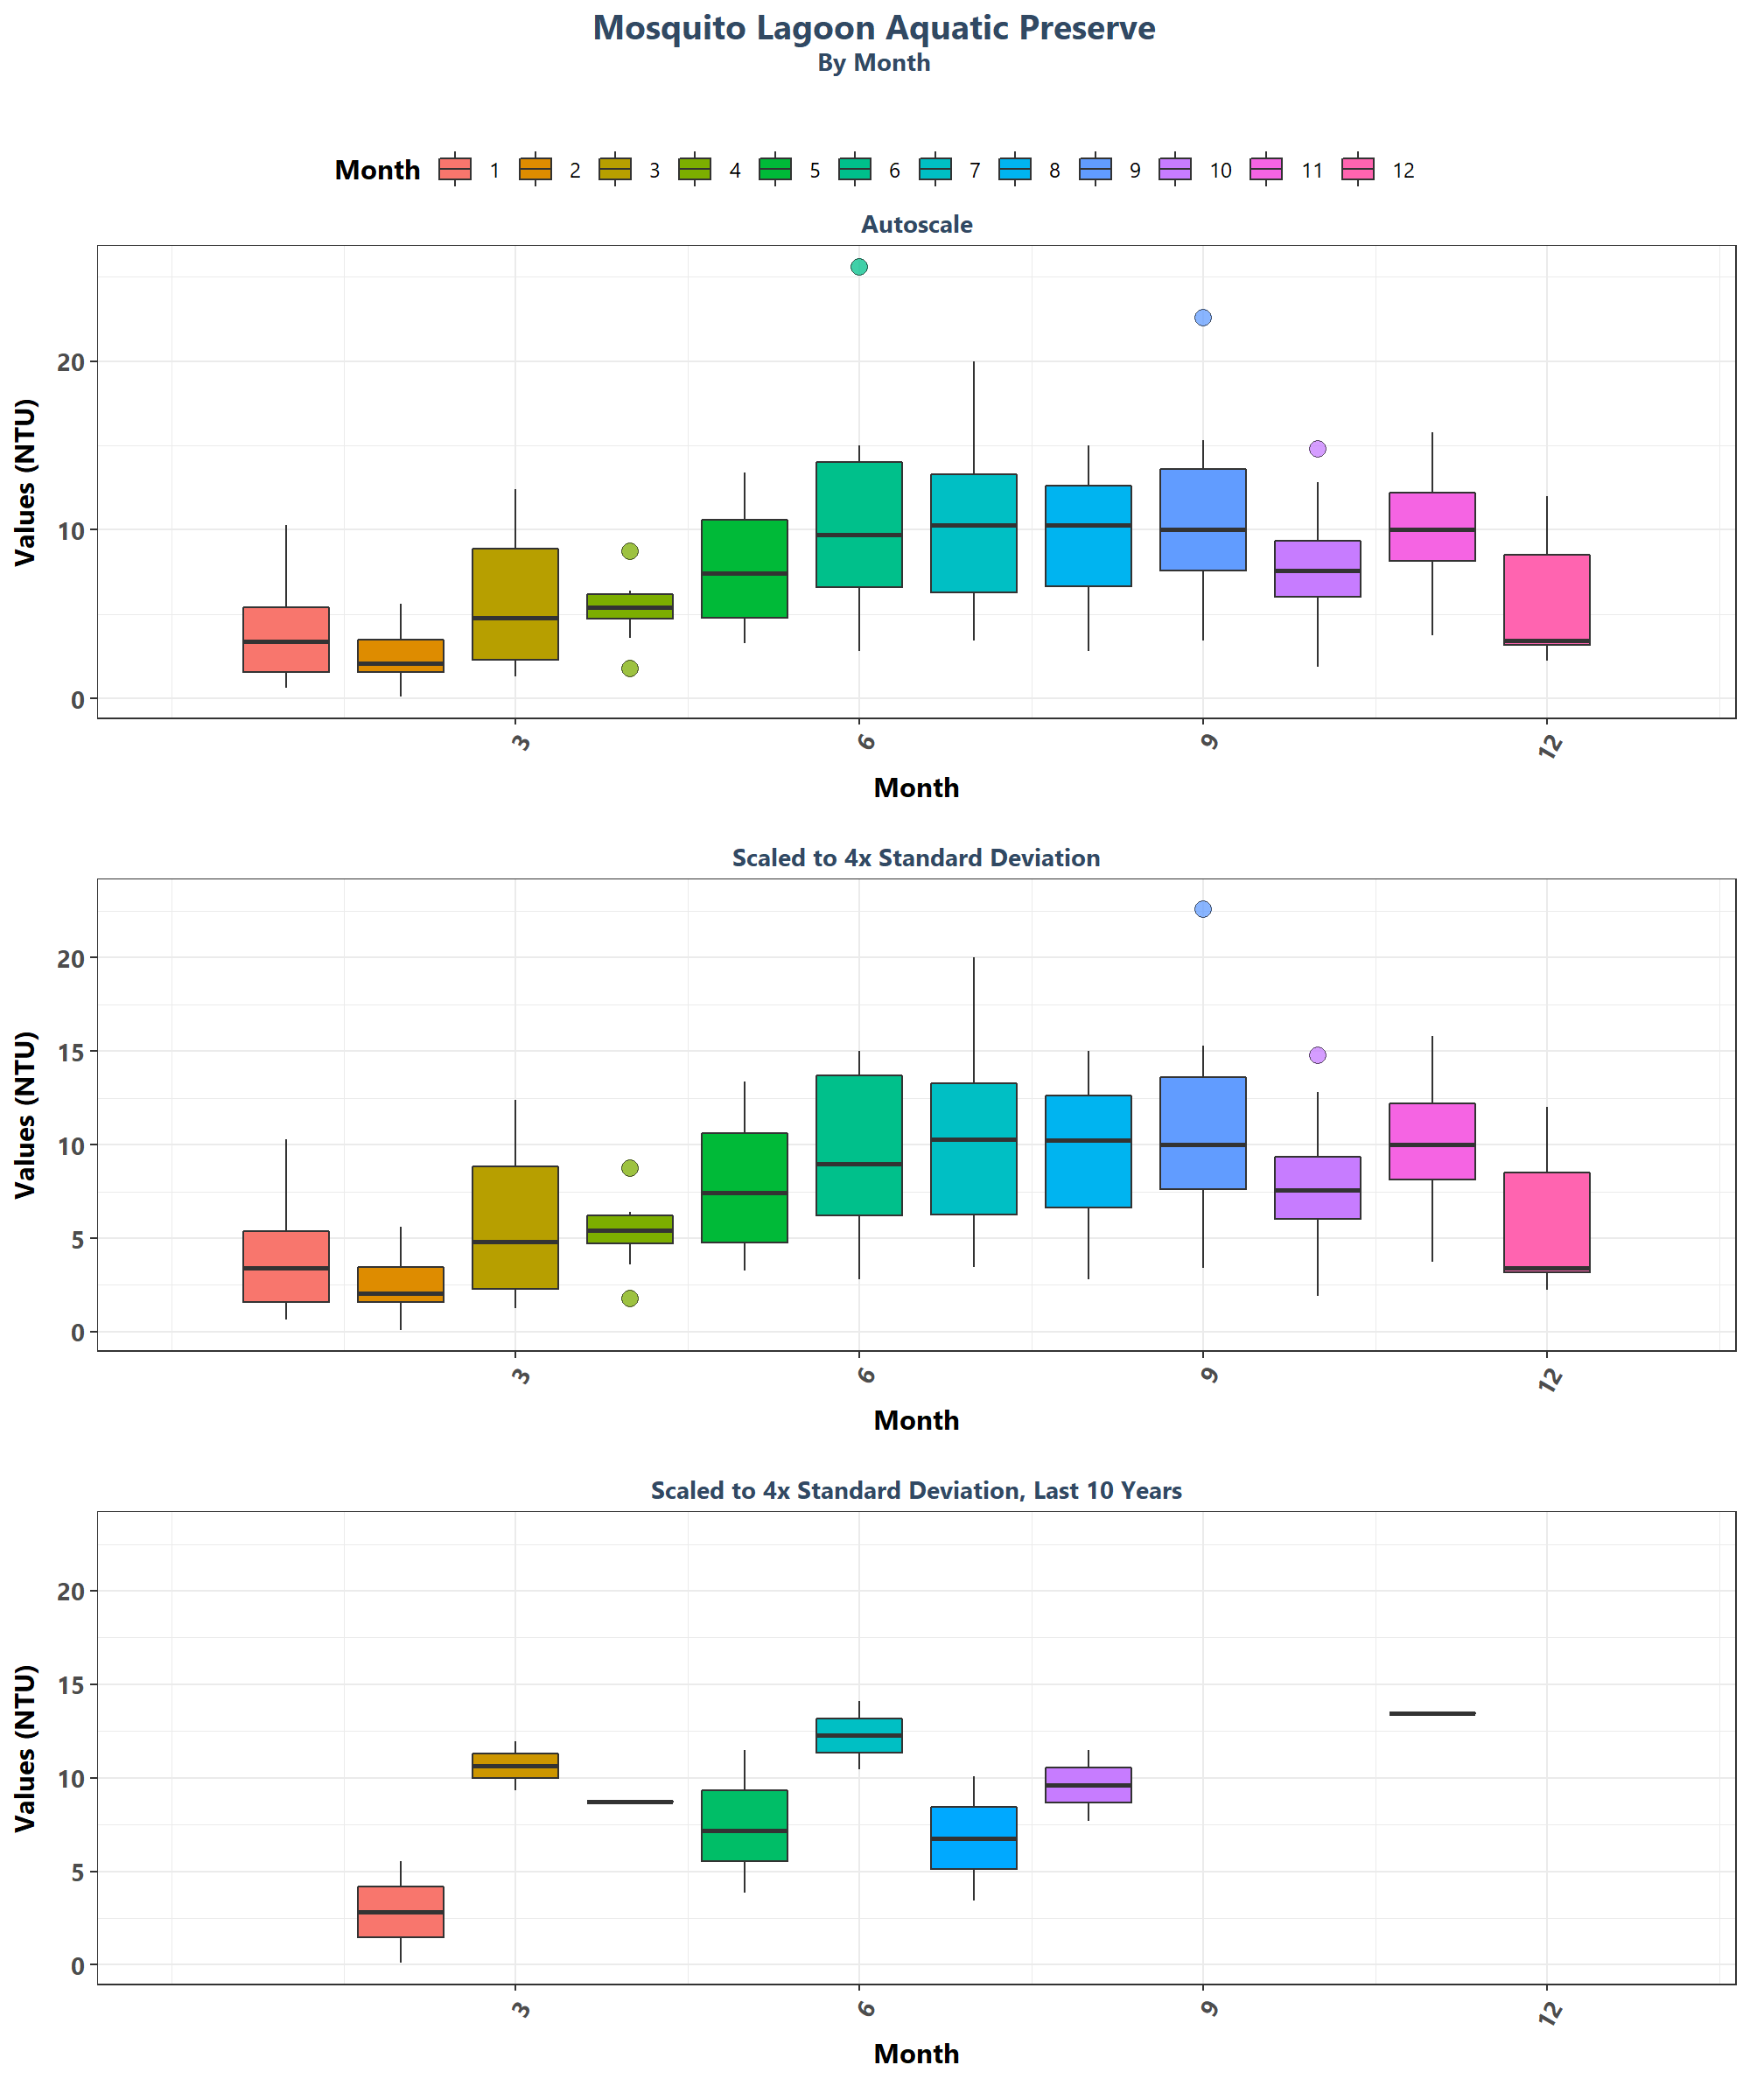 Mosquito Lagoon Aquatic Preserve
By Month
Month 1 2 3 4 5 6 7 8 9 10 11 12
Autoscale
Values (NTU)
20
10
0
3 6 9 12
Month
Scaled to 4x Standard Deviation
Values (NTU)
20
15
10
5
0
3 6 9 12
Month
Scaled to 4x Standard Deviation, Last 10 Years
Values (NTU)
20
15
10
5
0
3 6 9 12
Month